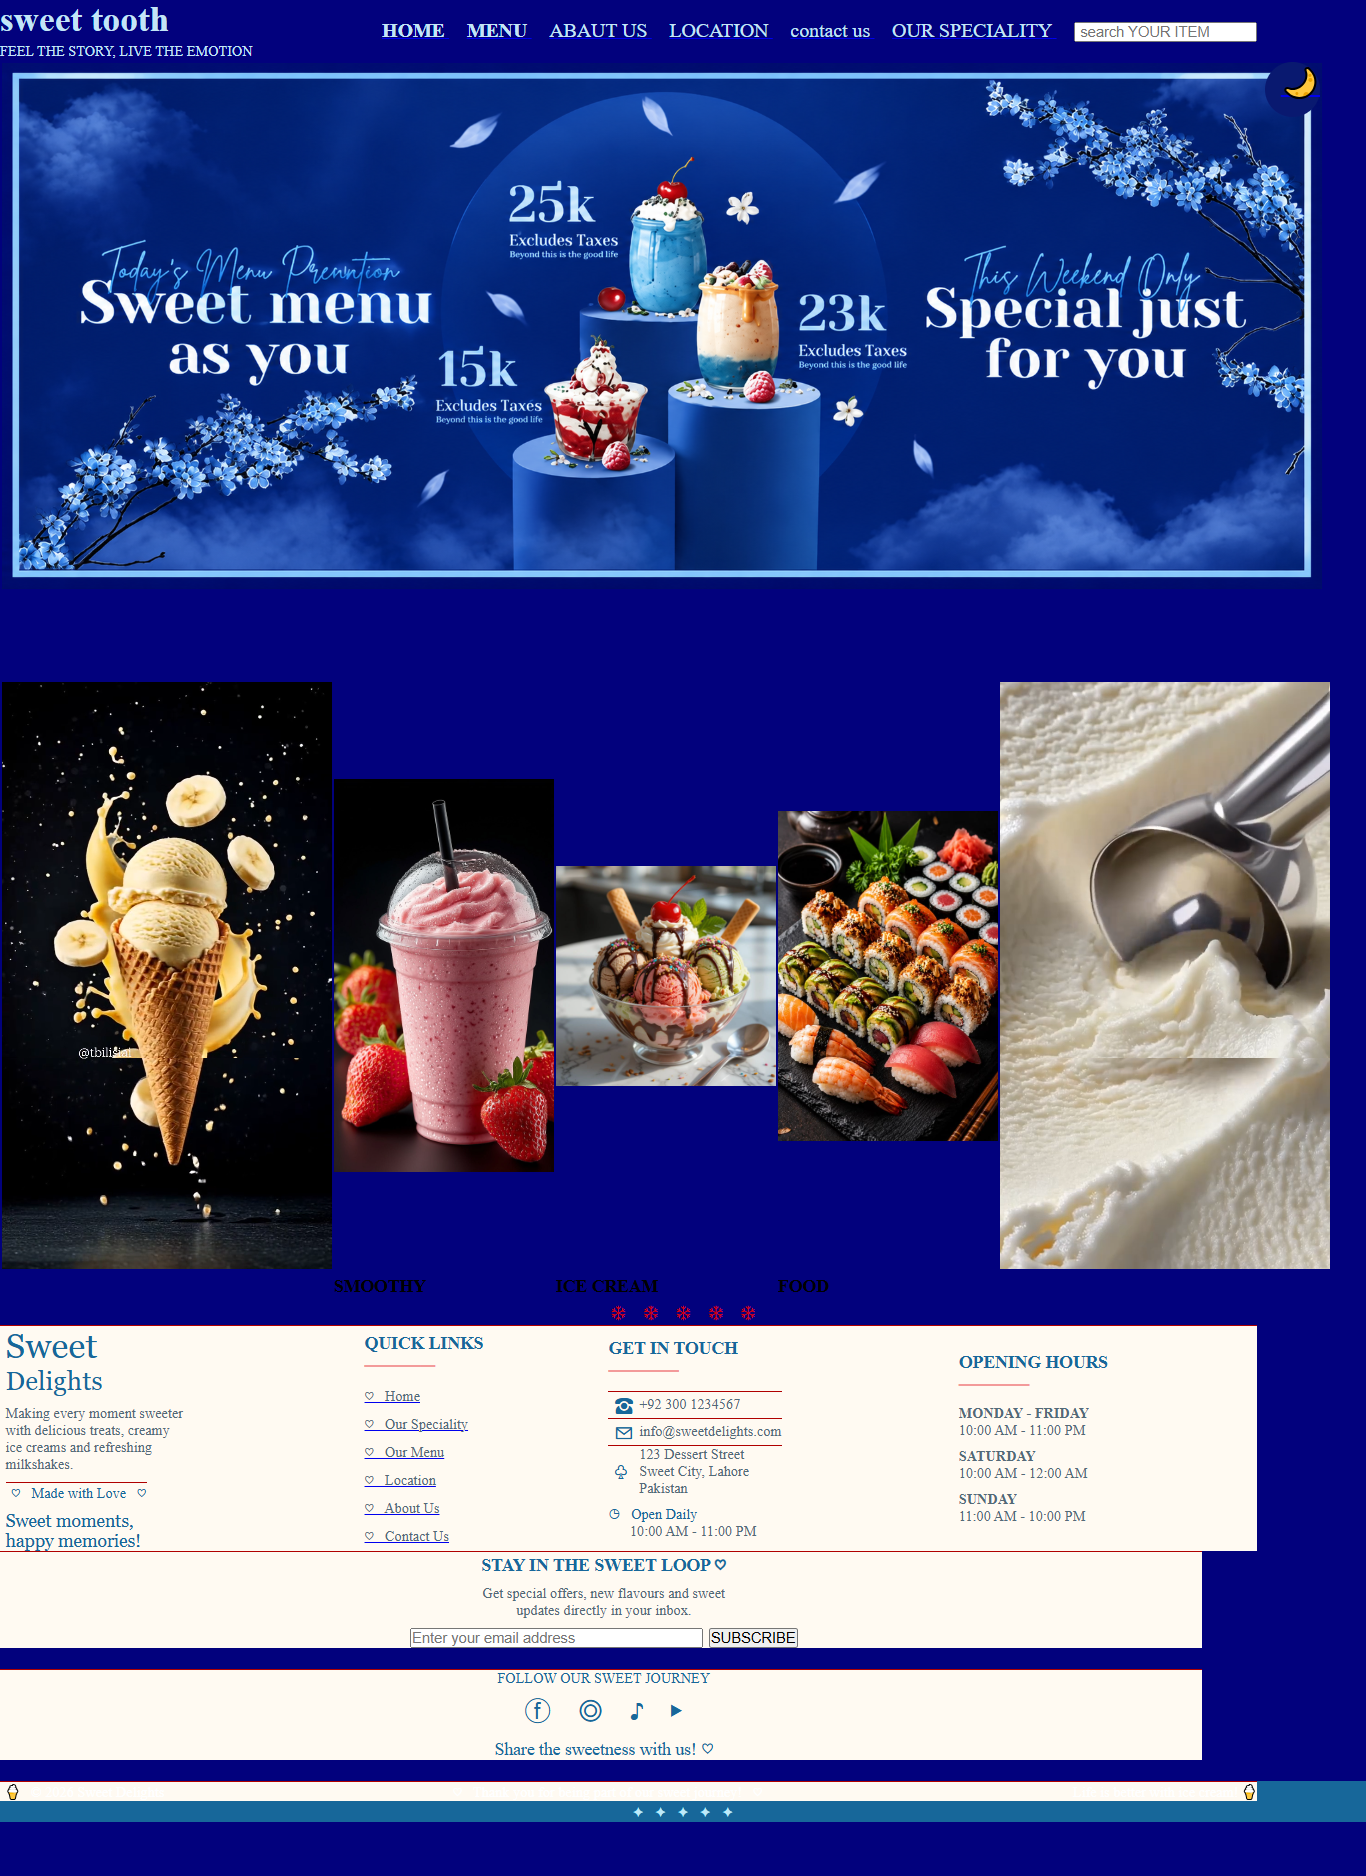 sweet tooth
FEEL THE STORY, LIVE THE EMOTION
HOME MENU ABAUT US LOCATION contact us OUR SPECIALITY search YOUR ITEM
25k
Excludes Taxes
Beyond this is the good life
Today's Menu
Sweet menu
as you
15k
Excludes Taxes
Beyond this is the good life
23k
Excludes Taxes
Beyond this is the good life
This Weekend Only
Special just
for you
SMOOTHY ICE CREAM FOOD
Sweet
Delights
Making every moment sweeter
with delicious treats, creamy
ice creams and refreshing
milkshakes.
♡ Made with Love ♡
Sweet moments,
happy memories!
QUICK LINKS
♡ Home
♡ Our Speciality
♡ Our Menu
♡ Location
♡ About Us
♡ Contact Us
GET IN TOUCH
+92 300 1234567
info@sweetdelights.com
123 Dessert Street
Sweet City, Lahore
Pakistan
Open Daily
10:00 AM - 11:00 PM
OPENING HOURS
MONDAY - FRIDAY
10:00 AM - 11:00 PM
SATURDAY
10:00 AM - 12:00 AM
SUNDAY
11:00 AM - 10:00 PM
STAY IN THE SWEET LOOP ♡
Get special offers, new flavours and sweet
updates directly in your inbox.
Enter your email address SUBSCRIBE
FOLLOW OUR SWEET JOURNEY
Share the sweetness with us! ♡